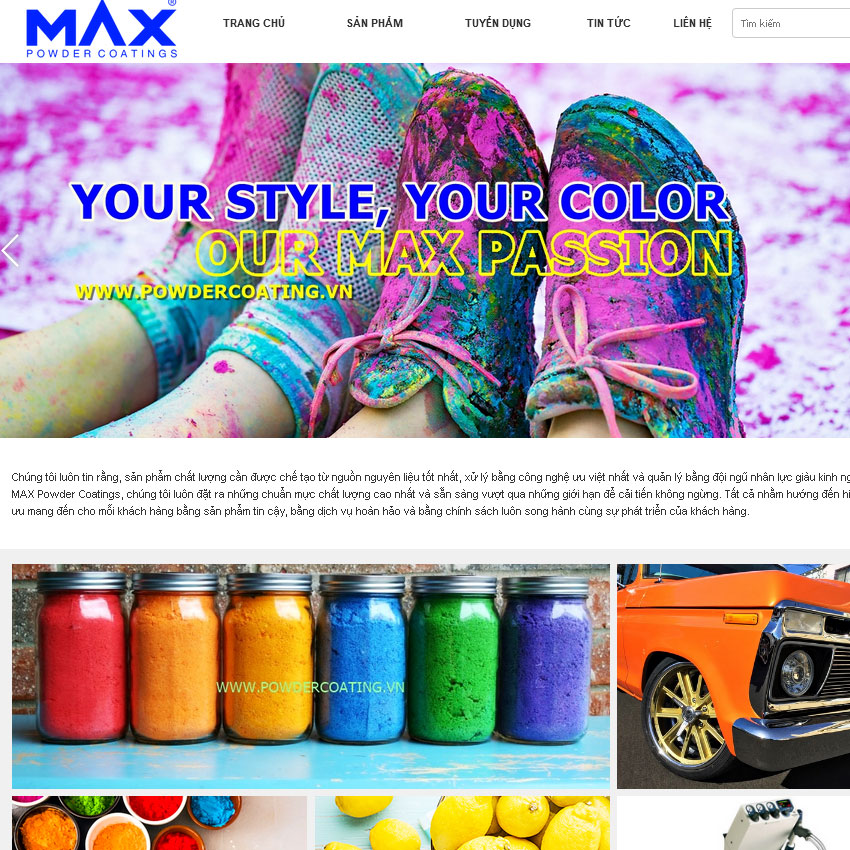 MAX®
POWDER COATINGS
TRANG CHỦ
SẢN PHẨM
TUYỂN DỤNG
TIN TỨC
LIÊN HỆ
Tìm kiếm
YOUR STYLE, YOUR COLOR
OUR MAX PASSION
WWW.POWDERCOATING.VN
Chúng tôi luôn tin rằng, sản phẩm chất lượng cần được chế tạo từ nguồn nguyên liệu tốt nhất, xử lý bằng công nghệ ưu việt nhất và quản lý bằng đội ngũ nhân lực giàu kinh
MAX Powder Coatings, chúng tôi luôn đặt ra những chuẩn mực chất lượng cao nhất và sẵn sàng vượt qua những giới hạn để cải tiến không ngừng. Tất cả nhằm hướng đến
ưu mang đến cho mỗi khách hàng bằng sản phẩm tin cậy, bằng dịch vụ hoàn hảo và bằng chính sách luôn song hành cùng sự phát triển của khách hàng.
WWW.POWDERCOATING.VN